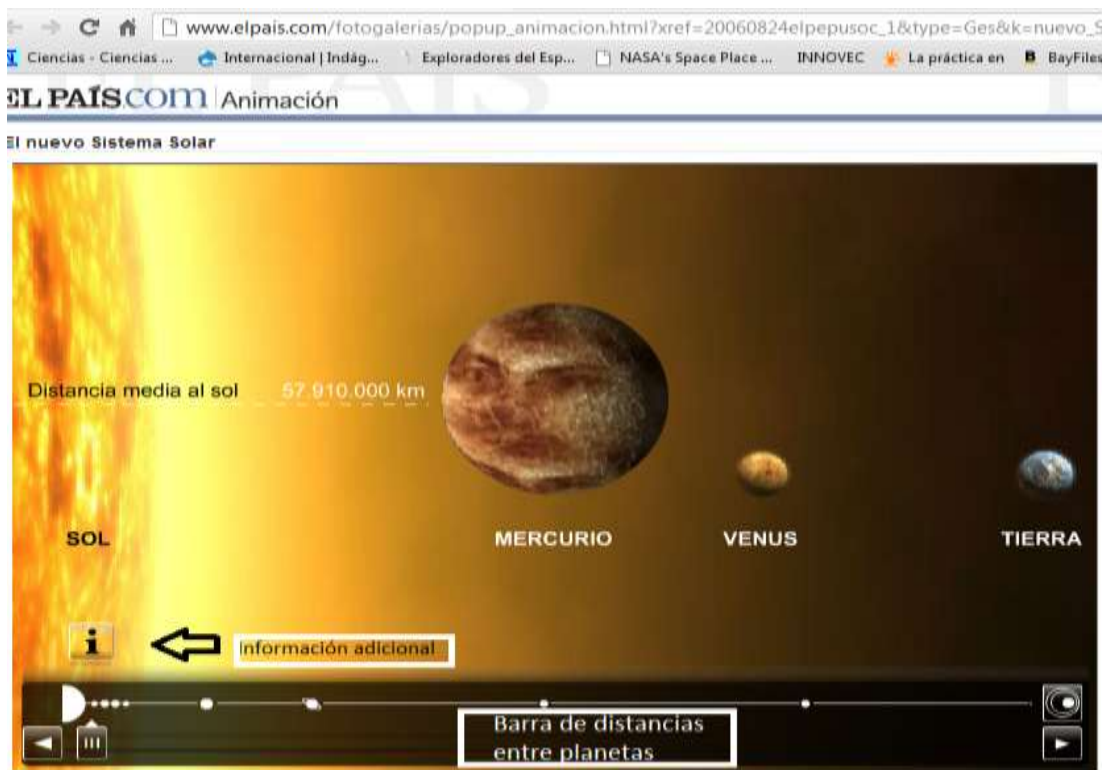 www.elpais.com/fotogalerias/popup_animacion.html?xref=20060824elpepusoc_1&type=Ges&k=nuevo_S
Ciencias - Ciencias ... Internacional | Indág... Exploradores del Esp... NASA's Space Place ... INNOVEC La práctica en BayFiles
EL PAÍS.COM Animación
El nuevo Sistema Solar
Distancia media al sol 57.910.000 km
SOL MERCURIO VENUS TIERRA
i información adicional
Barra de distancias
entre planetas